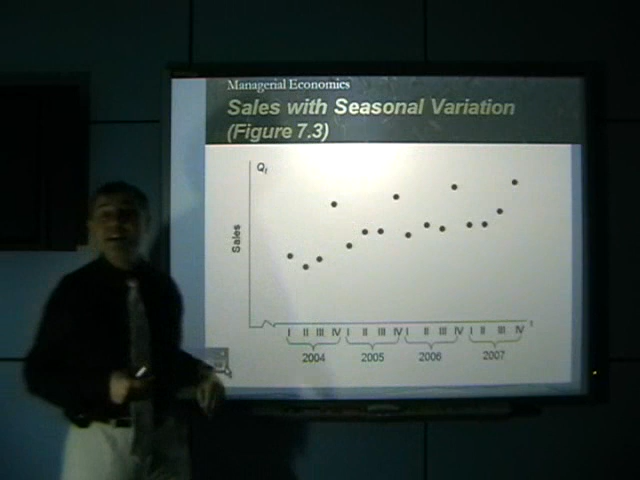 Managerial Economics
Sales with Seasonal Variation
(Figure 7.3)
Qt
Sales
I II III IV I II III IV I II III IV I II III IV t
2004 2005 2006 2007